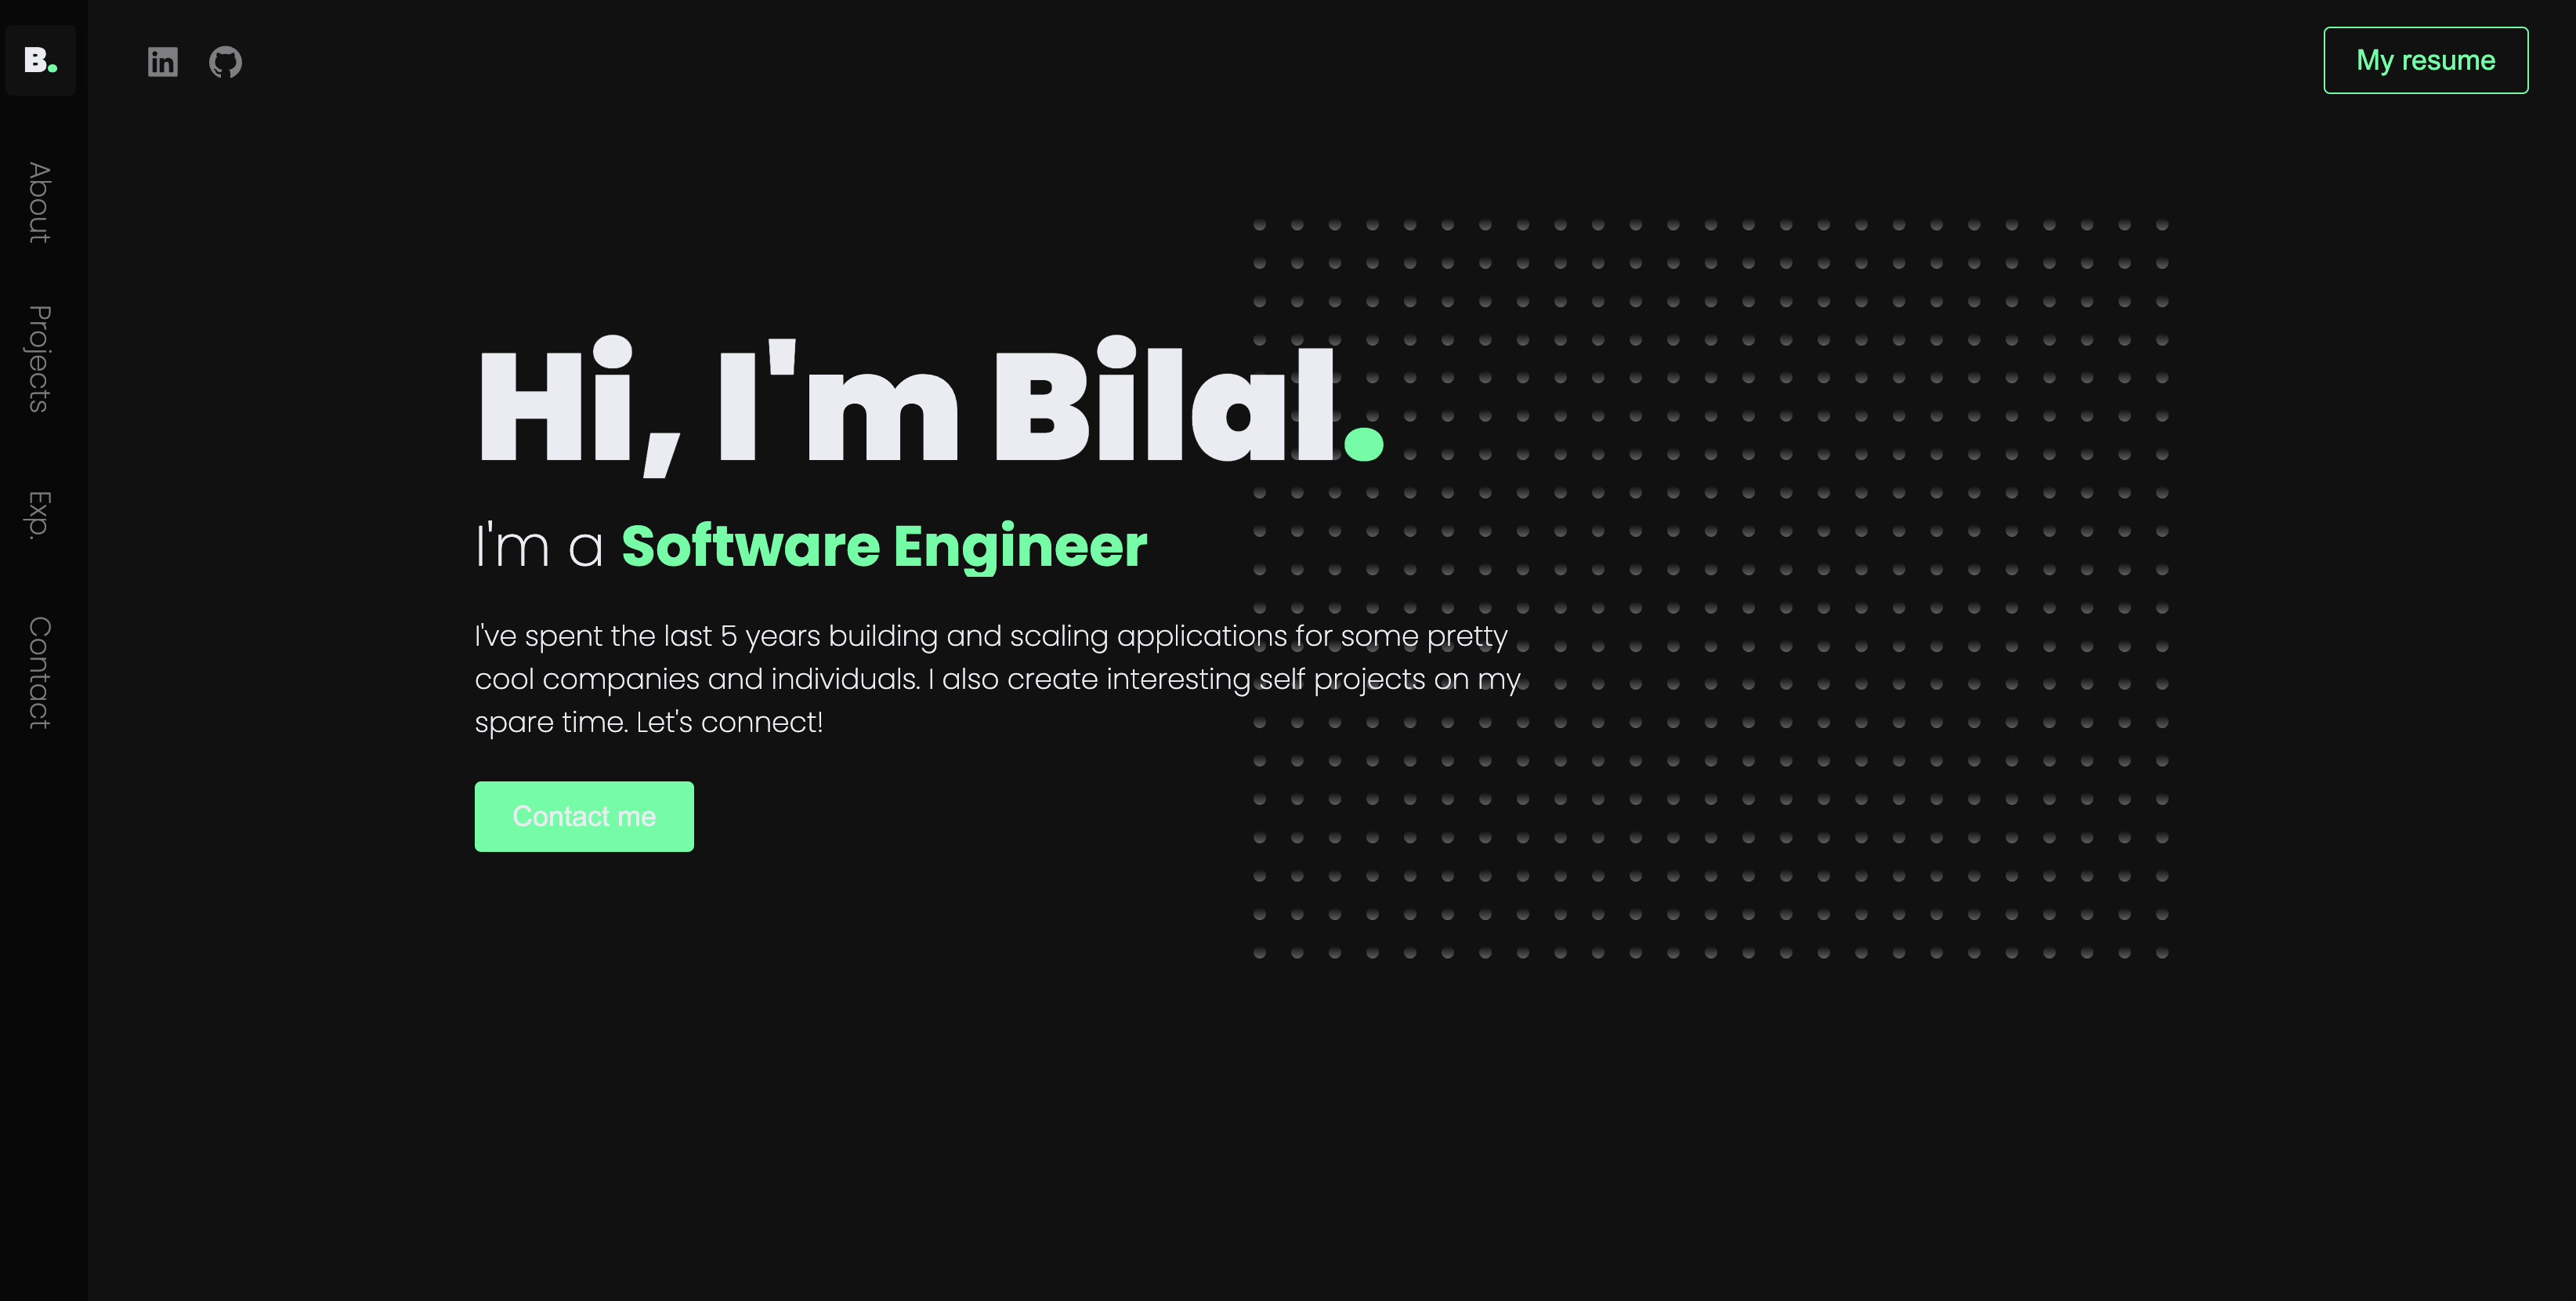 B.
My resume
About
Projects
Exp.
Contact
Hi, I'm Bilal.
I'm a Software Engineer
I've spent the last 5 years building and scaling applications for some pretty
cool companies and individuals. I also create interesting self projects on my
spare time. Let's connect!
Contact me